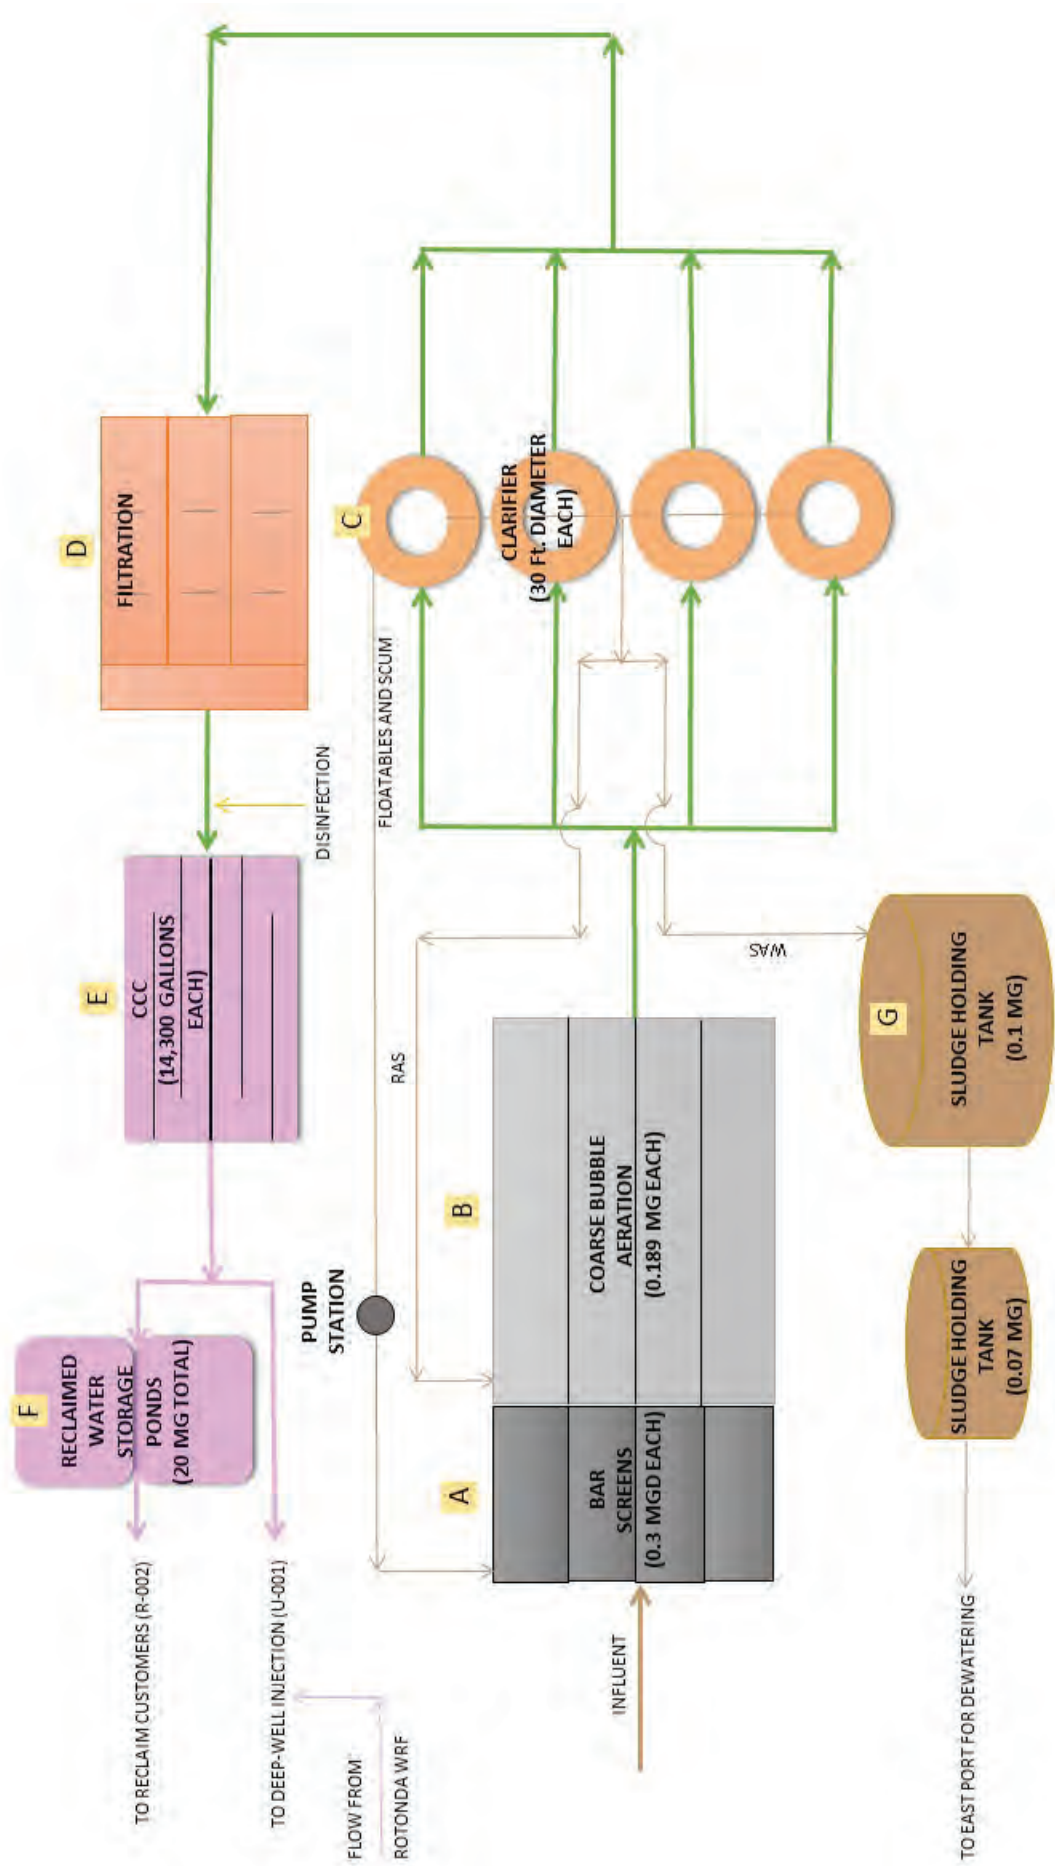 D
FILTRATION
DISINFECTION
E
CCC
(14,300 GALLONS
EACH)
F
RECLAIMED
WATER
STORAGE
PONDS
(20 MG TOTAL)
TO RECLAIM CUSTOMERS (R-002)
TO DEEP-WELL INJECTION (U-001)
FLOW FROM
ROTONDA WRF
PUMP
STATION
FLOATABLES AND SCUM
C
CLARIFIER
(30 Ft. DIAMETER
EACH)
RAS
B
COARSE BUBBLE
AERATION
(0.189 MG EACH)
A
BAR
SCREENS
(0.3 MGD EACH)
INFLUENT
WAS
G
SLUDGE HOLDING
TANK
(0.1 MG)
SLUDGE HOLDING
TANK
(0.07 MG)
TO EAST PORT FOR DEWATERING